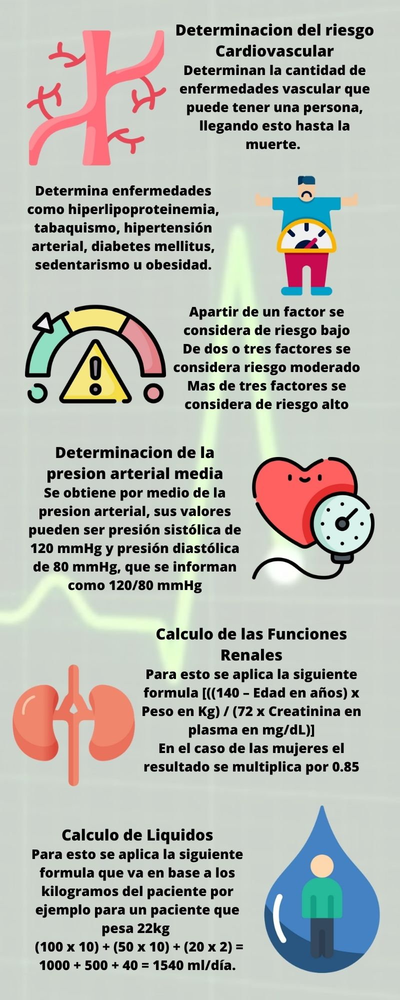 Determinacion del riesgo
Cardiovascular
Determinan la cantidad de
enfermedades vascular que
puede tener una persona,
llegando esto hasta la
muerte.
Determina enfermedades
como hiperlipoproteinemia,
tabaquismo, hipertensión
arterial, diabetes mellitus,
sedentarismo u obesidad.
Apartir de un factor se
considera de riesgo bajo
De dos o tres factores se
considera riesgo moderado
Mas de tres factores se
considera de riesgo alto
Determinacion de la
presion arterial media
Se obtiene por medio de la
presion arterial, sus valores
pueden ser presión sistólica de
120 mmHg y presión diastólica
de 80 mmHg, que se informan
como 120/80 mmHg
Calculo de las Funciones
Renales
Para esto se aplica la siguiente
formula [((140 – Edad en años) x
Peso en Kg) / (72 x Creatinina en
plasma en mg/dL)]
En el caso de las mujeres el
resultado se multiplica por 0.85
Calculo de Liquidos
Para esto se aplica la siguiente
formula que va en base a los
kilogramos del paciente por
ejemplo para un paciente que
pesa 22kg
(100 x 10) + (50 x 10) + (20 x 2) =
1000 + 500 + 40 = 1540 ml/día.